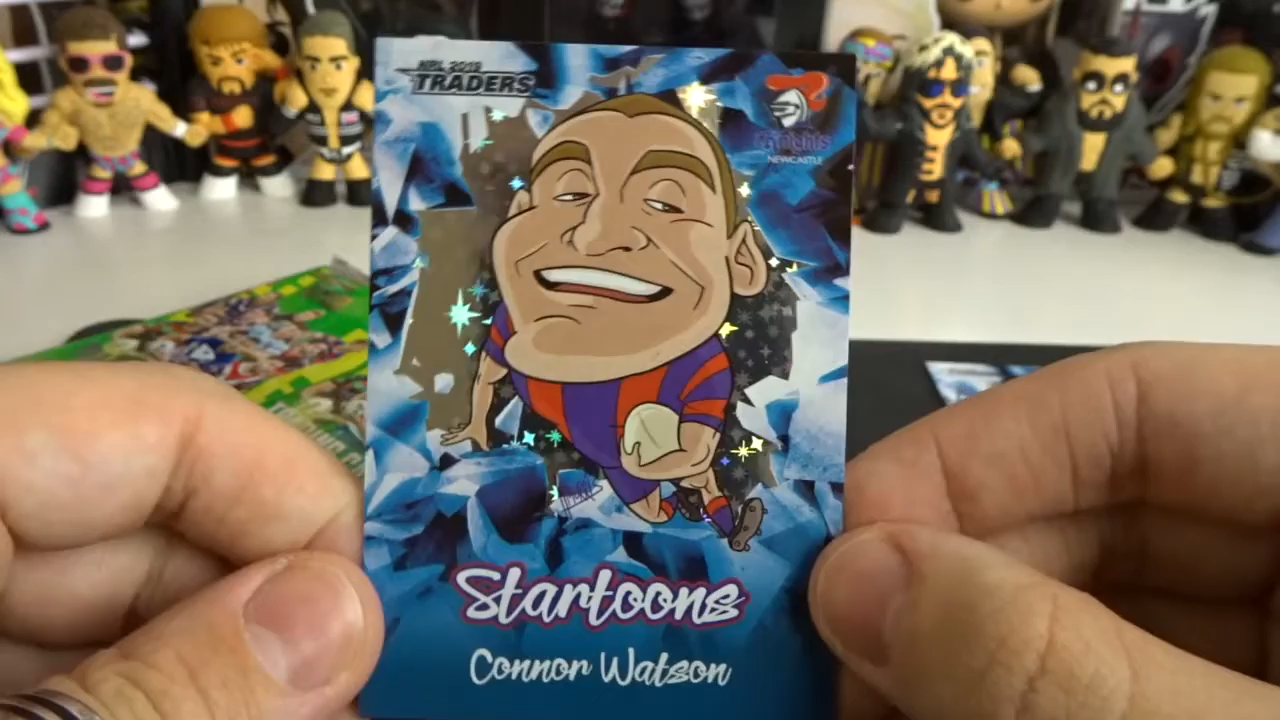 NRL 2019
TRADERS
Knights
NEWCASTLE
Startoons
Connor Watson